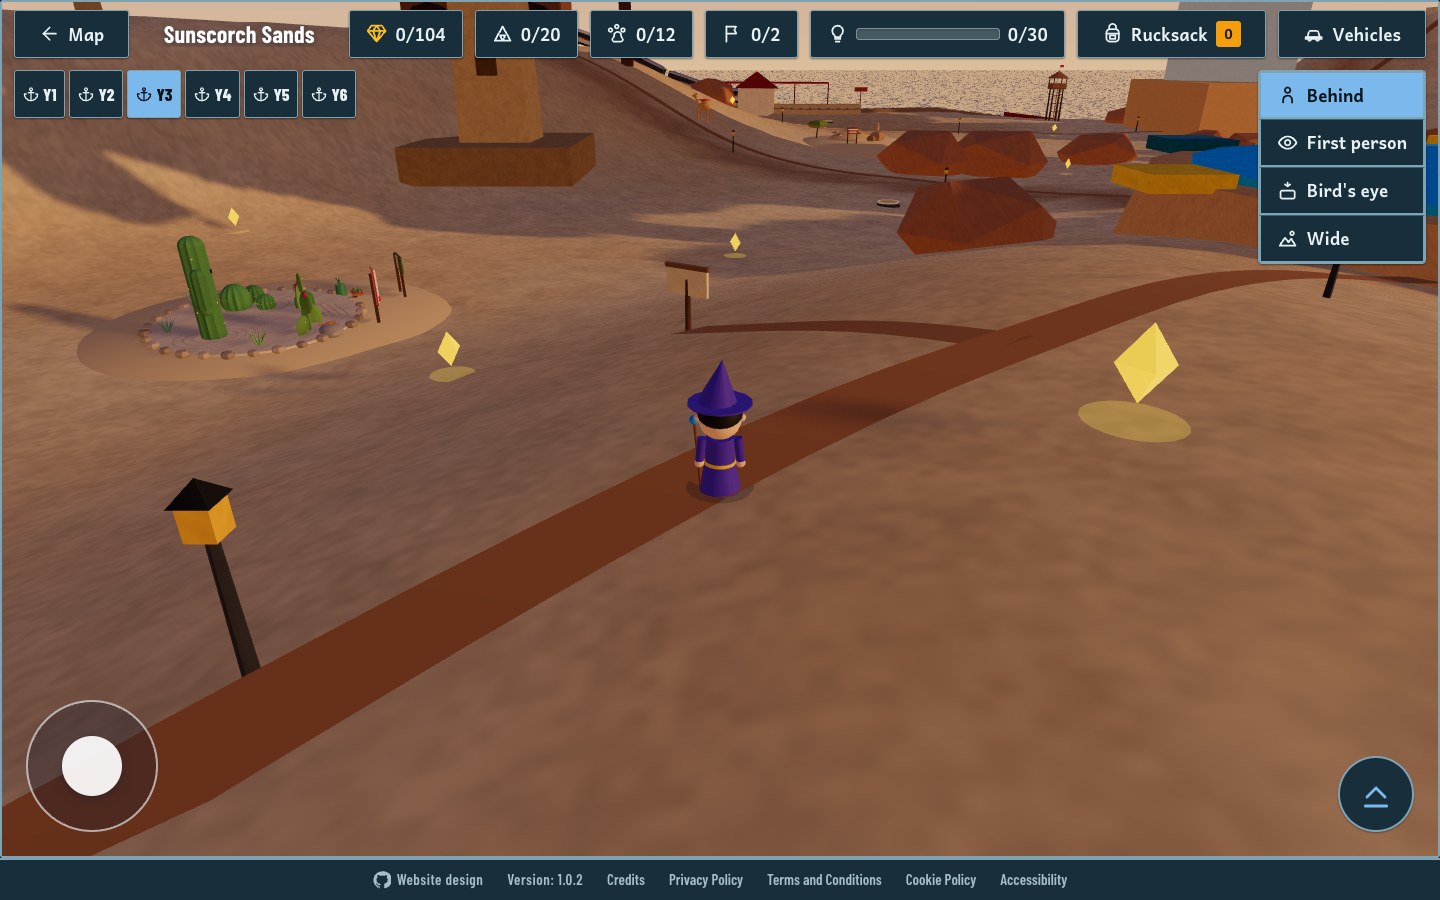 Map
Sunscorch Sands
0/104
0/20
0/12
0/2
0/30
Rucksack 0
Vehicles
Y1
Y2
Y3
Y4
Y5
Y6
Behind
First person
Bird's eye
Wide
Website design
Version: 1.0.2
Credits
Privacy Policy
Terms and Conditions
Cookie Policy
Accessibility